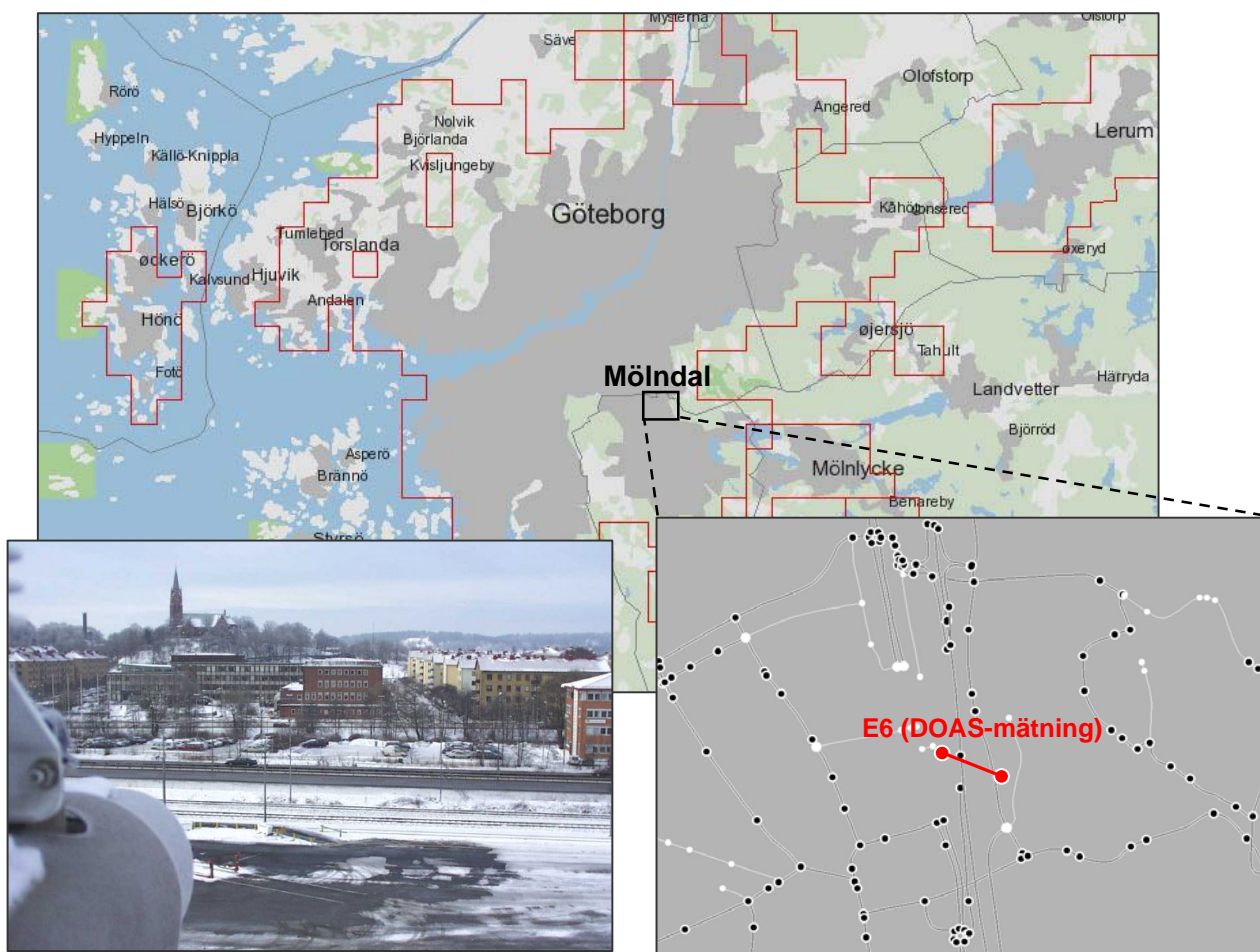 Mysterna
Olstorp
Säve
Olofstorp
Rörö
Angered
Nolvik
Lerum
Hyppeln
Björlanda
Källö-Knippla
Kvisljungeby
Hälsö
Björkö
Göteborg
Kåhög
Jonsered
Tumlehed
Torslanda
øckerö
øxeryd
Kalvsund
Hjuvik
Andalen
Hönö
øjersjö
Tahult
Fotö
Mölndal
Landvetter
Härryda
Björröd
Asperö
Brännö
Mölnlycke
Benareby
Styrsö
E6 (DOAS-mätning)